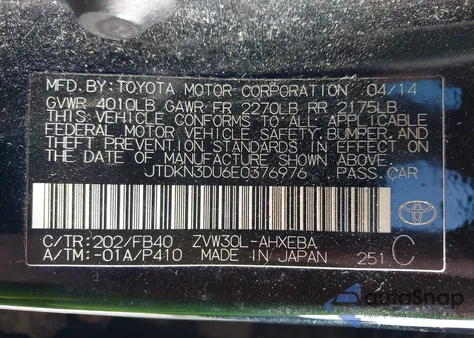 MFD. BY: TOYOTA MOTOR CORPORATION 04/14
GVWR 4010LB GAWR FR 2270LB RR 2175LB
THIS VEHICLE CONFORMS TO ALL APPLICABLE
FEDERAL MOTOR VEHICLE SAFETY, BUMPER, AND
THEFT PREVENTION STANDARDS IN EFFECT ON
THE DATE OF MANUFACTURE SHOWN ABOVE.
JTDKN3DU6E0376976 PASS. CAR
C/TR: 202/FB40 ZVW30L-AHXEBA
A/TM: -01A/P410 MADE IN JAPAN 251 C
autoSnap